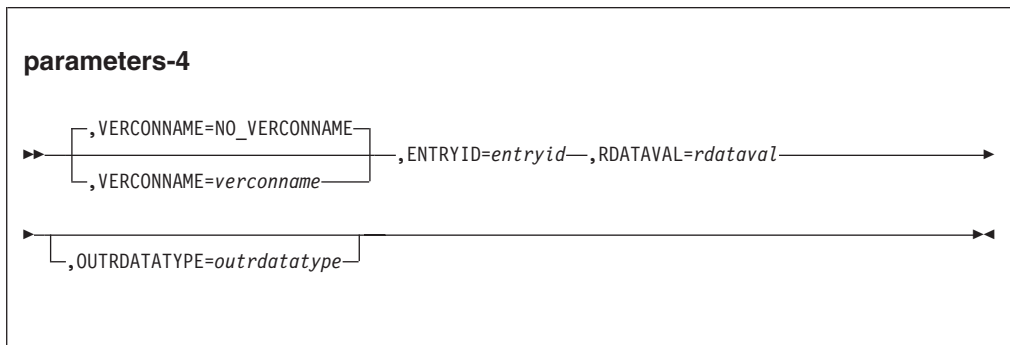 parameters-4
,VERCONNAME=NO_VERCONNAME
,ENTRYID=entryid ,RDATAVAL=rdataval
,VERCONNAME=verconname
,OUTRDATATYPE=outrdatatype